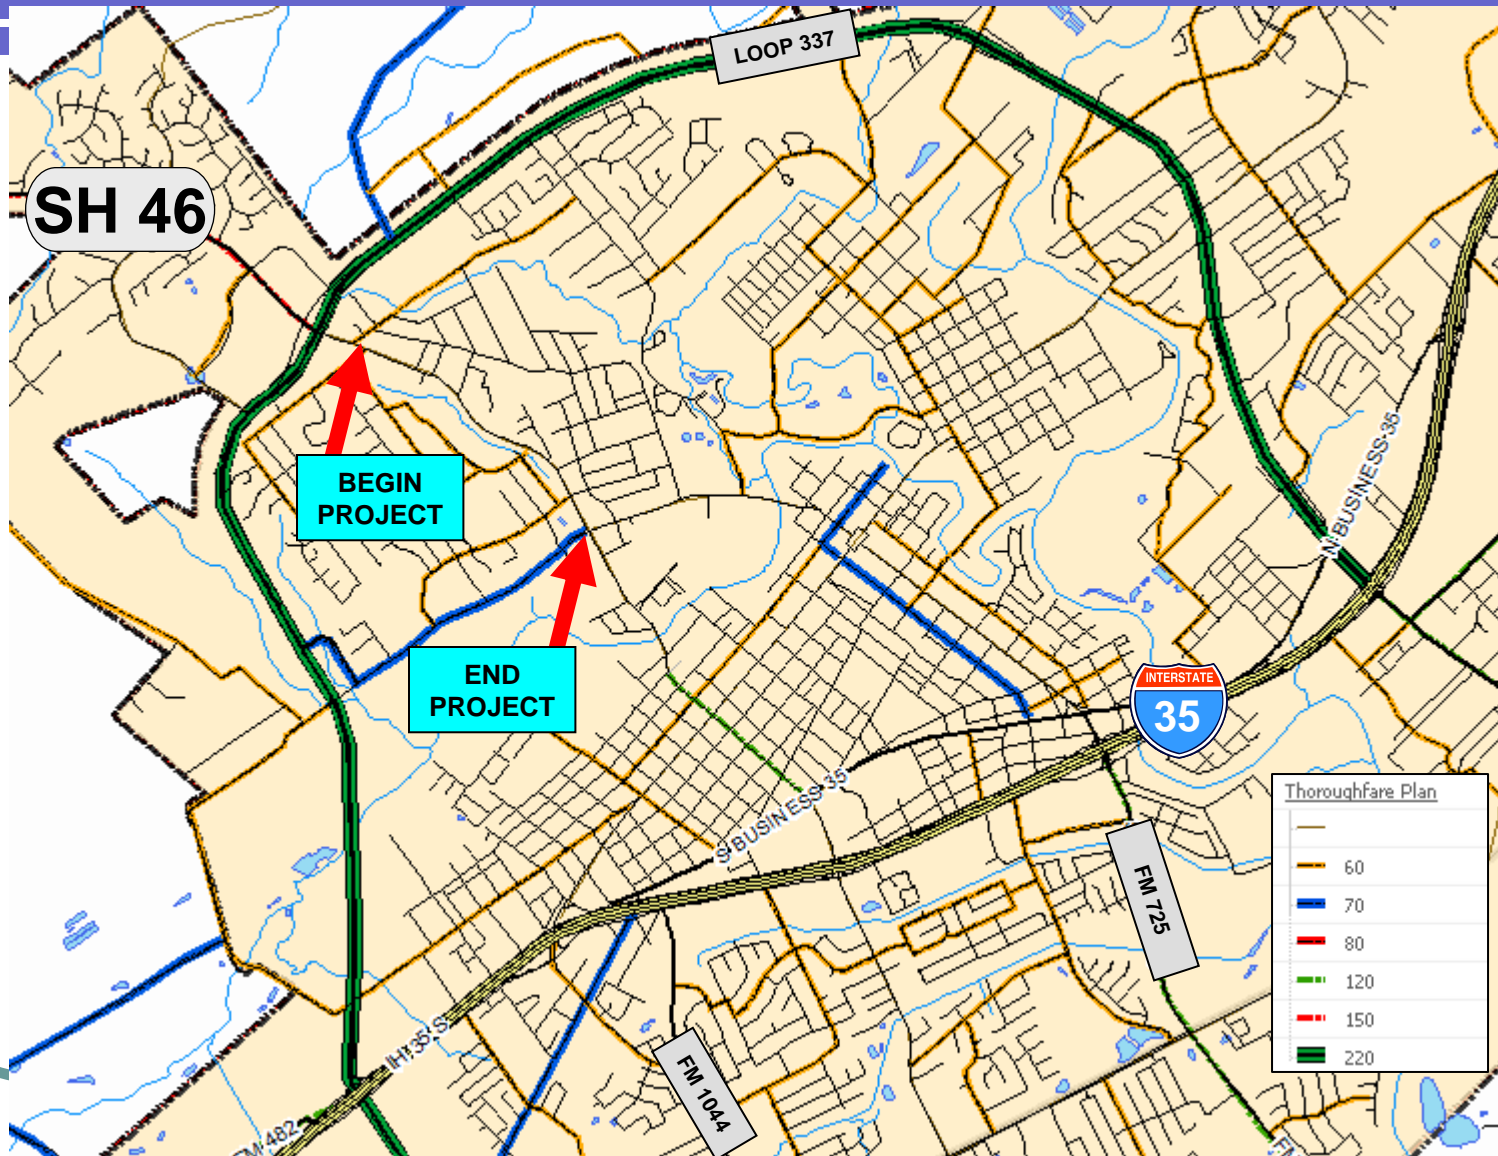 LOOP 337
SH 46
BEGIN
PROJECT
N BUSINESS 35
END
PROJECT
INTERSTATE
35
S BUSINESS 35
Thoroughfare Plan
60
70
80
120
150
220
FM 725
IH 35 S
FM 1044
FM 482